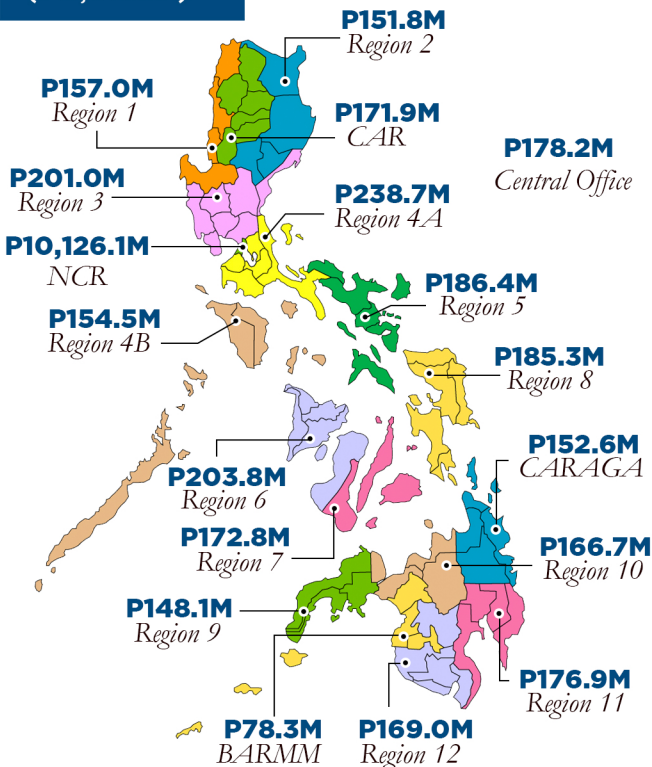 P151.8M
Region 2
P157.0M
Region 1
P171.9M
CAR
P178.2M
Central Office
P201.0M
Region 3
P238.7M
Region 4A
P10,126.1M
NCR
P186.4M
Region 5
P154.5M
Region 4B
P185.3M
Region 8
P152.6M
CARAGA
P203.8M
Region 6
P172.8M
Region 7
P166.7M
Region 10
P148.1M
Region 9
P176.9M
Region 11
P78.3M
BARMM
P169.0M
Region 12